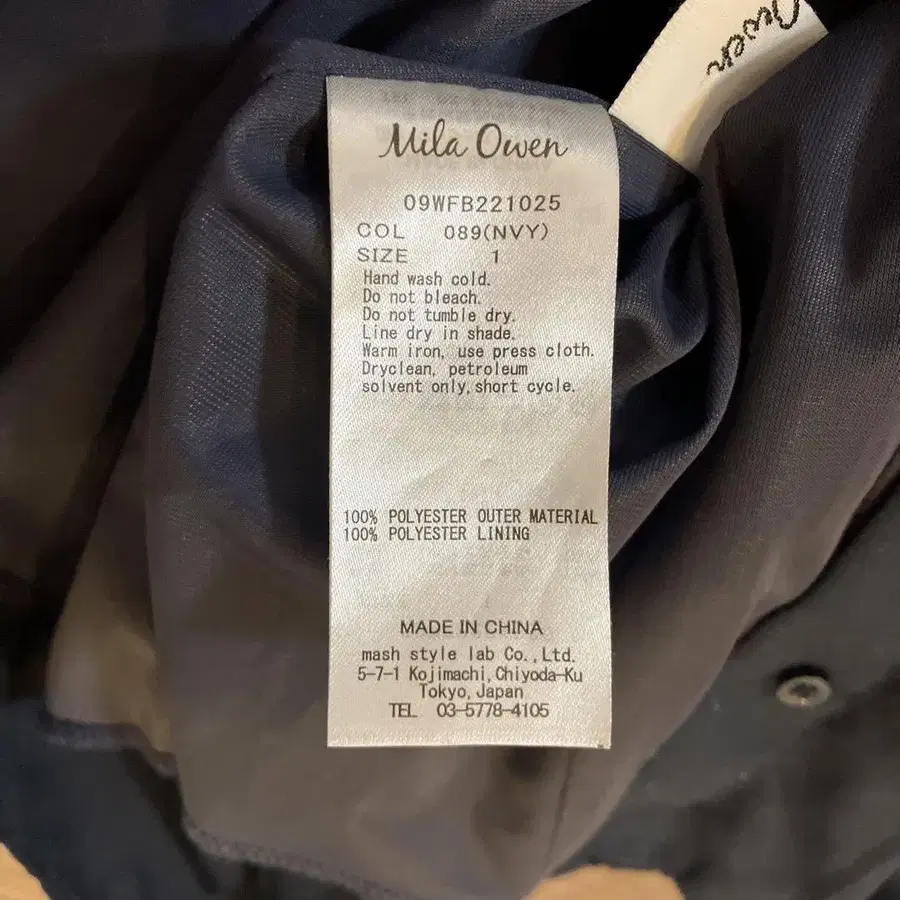 Owen
Mila Owen
09WFB221025
COL 089(NVY)
SIZE 1
Hand wash cold.
Do not bleach.
Do not tumble dry.
Line dry in shade.
Warm iron, use press cloth.
Dryclean, petroleum
solvent only,short cycle.
100% POLYESTER OUTER MATERIAL
100% POLYESTER LINING
MADE IN CHINA
mash style lab Co.,Ltd.
5-7-1 Kojimachi,Chiyoda-Ku
Tokyo,Japan
TEL 03-5778-4105